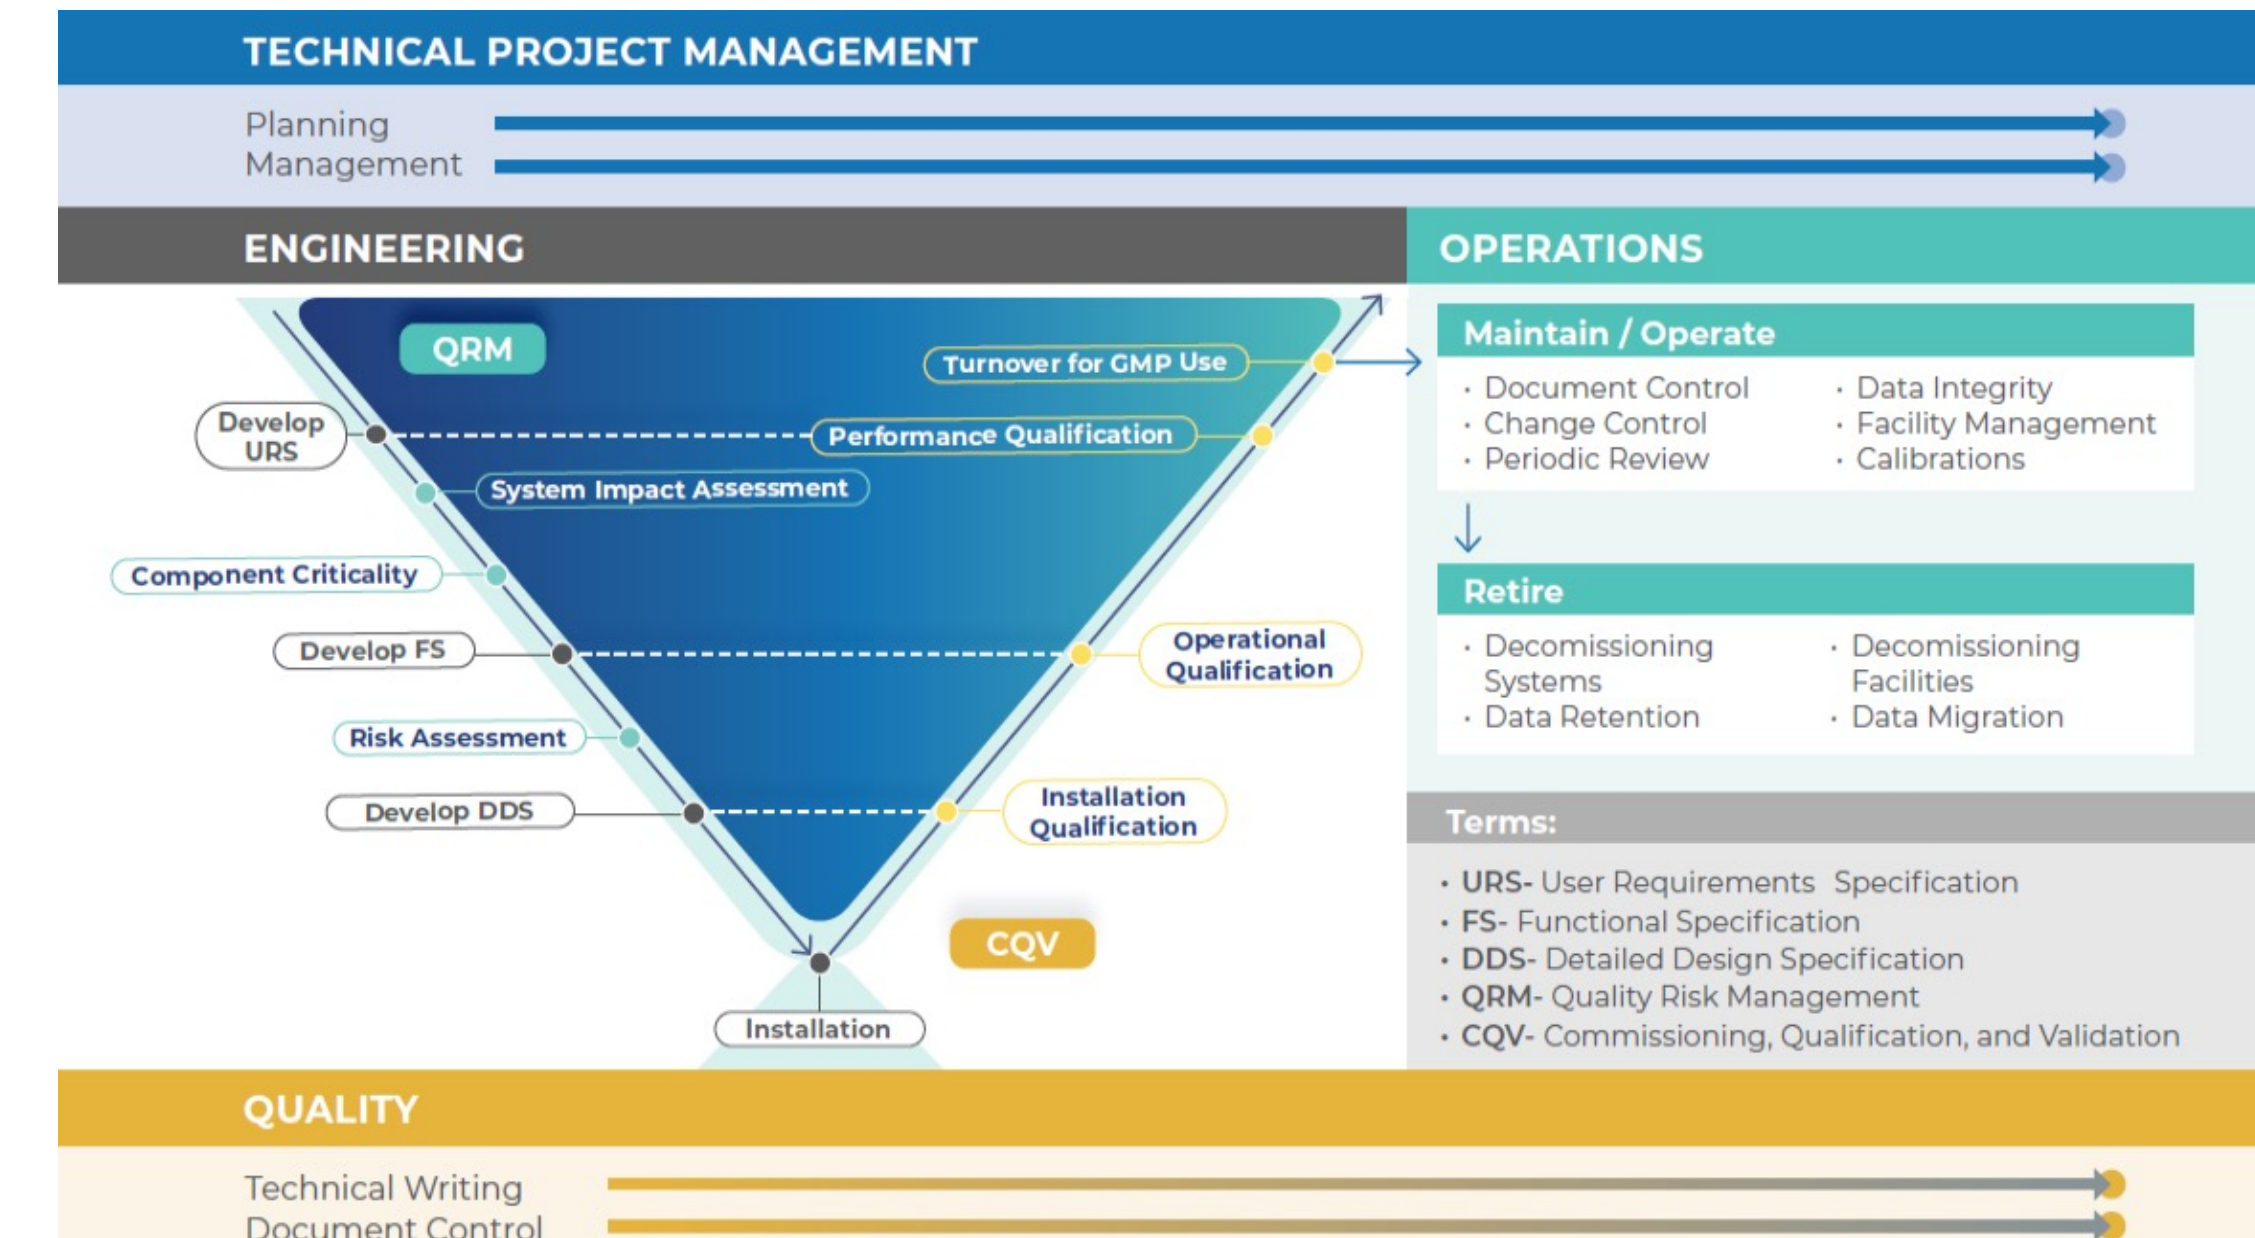 TECHNICAL PROJECT MANAGEMENT
Planning
Management
ENGINEERING
QRM
Turnover for GMP Use
Develop
URS
Performance Qualification
System Impact Assessment
Component Criticality
Develop FS
Operational
Qualification
Risk Assessment
Develop DDS
Installation
Qualification
CQV
Installation
OPERATIONS
Maintain / Operate
· Document Control
· Change Control
· Periodic Review
· Data Integrity
· Facility Management
· Calibrations
Retire
· Decomissioning
Systems
· Data Retention
· Decomissioning
Facilities
· Data Migration
Terms:
• URS- User Requirements Specification
• FS- Functional Specification
• DDS- Detailed Design Specification
• QRM- Quality Risk Management
• CQV- Commissioning, Qualification, and Validation
QUALITY
Technical Writing
Document Control